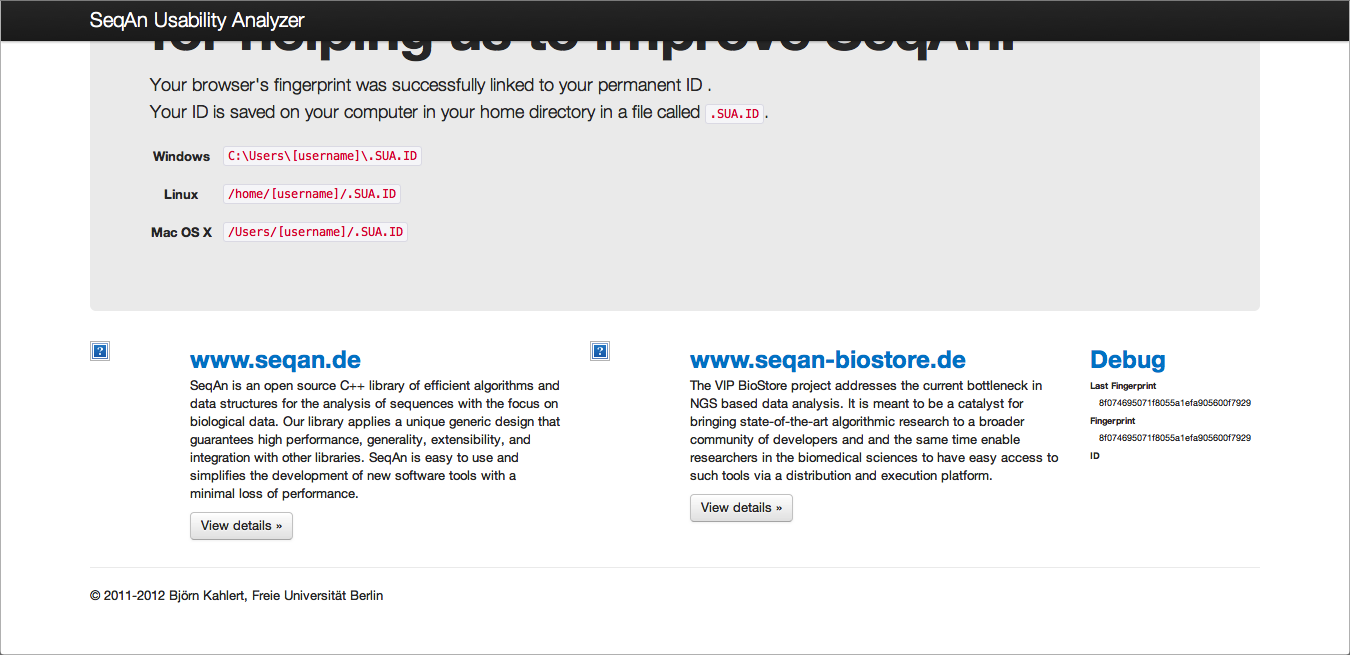 SeqAn Usability Analyzer
for helping us to improve SeqAn!
Your browser's fingerprint was successfully linked to your permanent ID .
Your ID is saved on your computer in your home directory in a file called .SUA.ID.
Windows C:\Users\[username]\.SUA.ID
Linux /home/[username]/.SUA.ID
Mac OS X /Users/[username]/.SUA.ID
www.seqan.de
SeqAn is an open source C++ library of efficient algorithms and
data structures for the analysis of sequences with the focus on
biological data. Our library applies a unique generic design that
guarantees high performance, generality, extensibility, and
integration with other libraries. SeqAn is easy to use and
simplifies the development of new software tools with a
minimal loss of performance.
View details »
www.seqan-biostore.de
The VIP BioStore project addresses the current bottleneck in
NGS based data analysis. It is meant to be a catalyst for
bringing state-of-the-art algorithmic research to a broader
community of developers and and the same time enable
researchers in the biomedical sciences to have easy access to
such tools via a distribution and execution platform.
View details »
Debug
Last Fingerprint
8f074695071f8055a1efa905600f7929
Fingerprint
8f074695071f8055a1efa905600f7929
ID
© 2011-2012 Björn Kahlert, Freie Universität Berlin